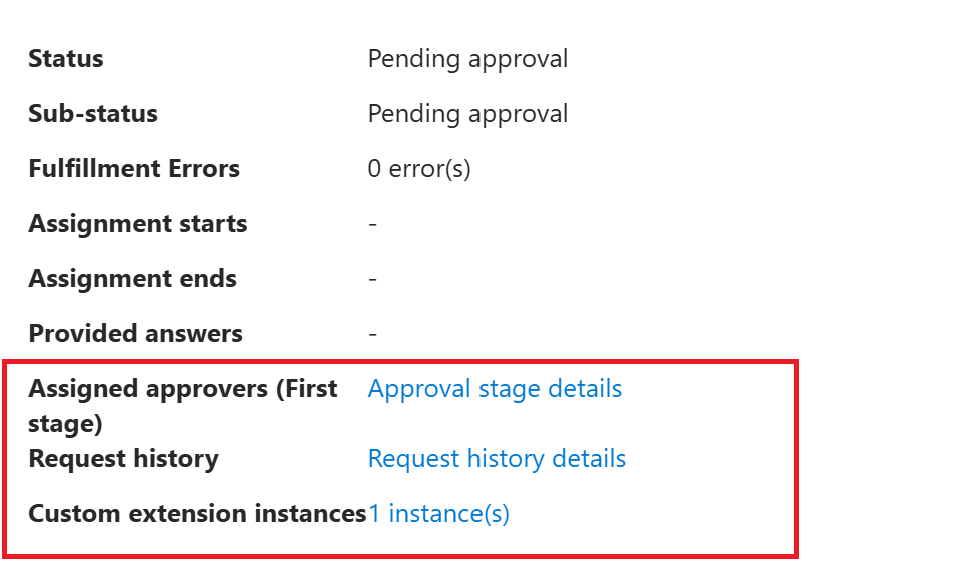 Status Pending approval
Sub-status Pending approval
Fulfillment Errors 0 error(s)
Assignment starts -
Assignment ends -
Provided answers -
Assigned approvers (First Approval stage details
stage)
Request history Request history details
Custom extension instances 1 instance(s)